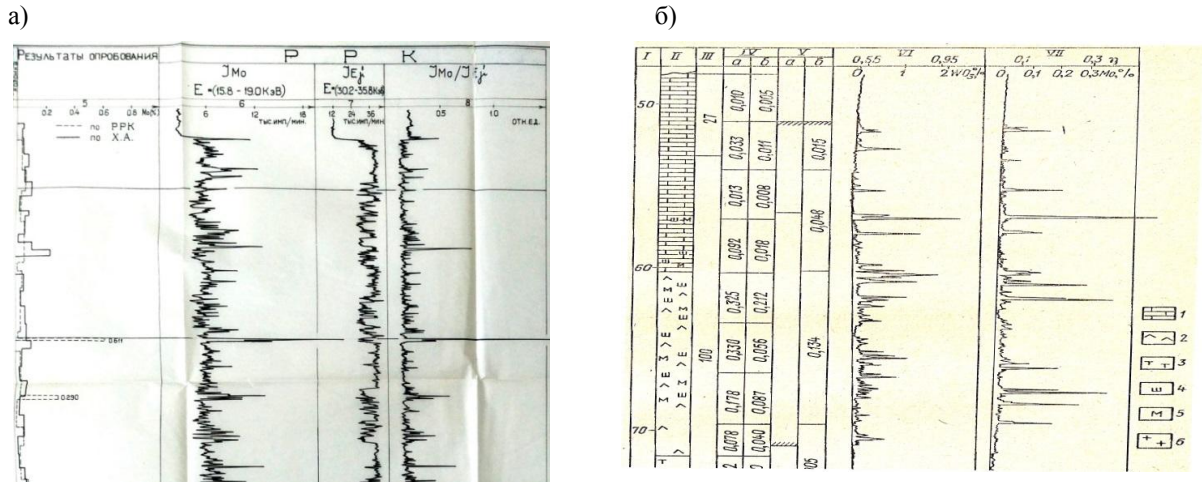 а)
б)
РЕЗУЛЬТАТЫ ОПРОБОВАНИЯ
Р Р К
JMo
E =(15.8 - 19.0КэВ)
JEj
JMo/JEj
5
6
7
8
0.2 0.4 0.6 0.8 Mo(%)
6 12 18
тыс.имп/мин.
12 24 36
тыс.имп/мин
0.5 1.0
отн.ед.
по РРК
по Х.А.
0.611
0.290
I II III IV V VI VII
а б а б
0,55 0,95
0 1 2 WO₃%
0,1 0,3 η
0 0,1 0,2 0,3 Mo,%
50
60
70
27
100
0,010 0,015
0,033 0,011 0,015
0,013 0,008
0,048
0,092 0,018
0,325 0,212
0,330 0,056 0,134
0,178 0,087
0,078 0,040
1
2
3
4
5
6